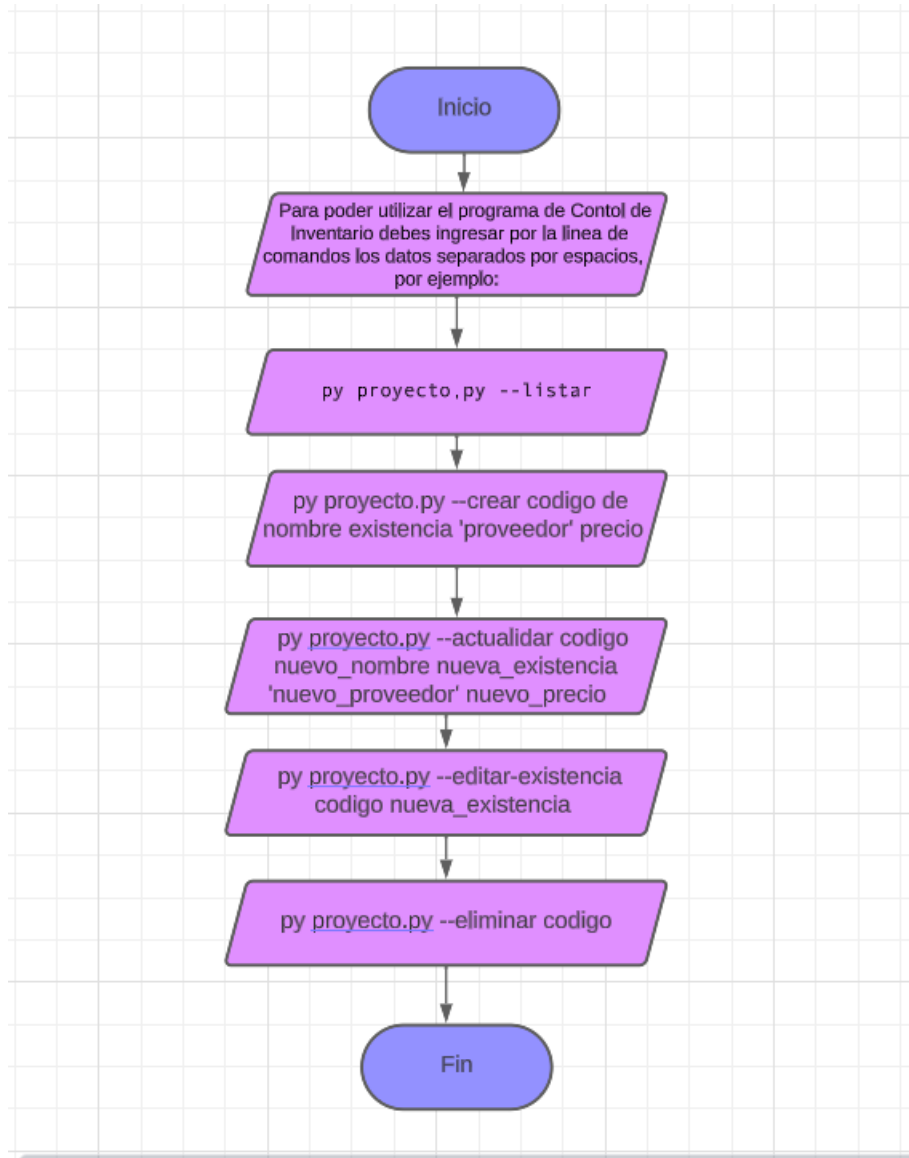 Inicio
Para poder utilizar el programa de Contol de
Inventario debes ingresar por la linea de
comandos los datos separados por espacios,
por ejemplo:
py proyecto,py --listar
py proyecto.py --crear codigo de
nombre existencia 'proveedor' precio
py proyecto.py --actualidar codigo
nuevo_nombre nueva_existencia
'nuevo_proveedor' nuevo_precio
py proyecto.py --editar-existencia
codigo nueva_existencia
py proyecto.py --eliminar codigo
Fin